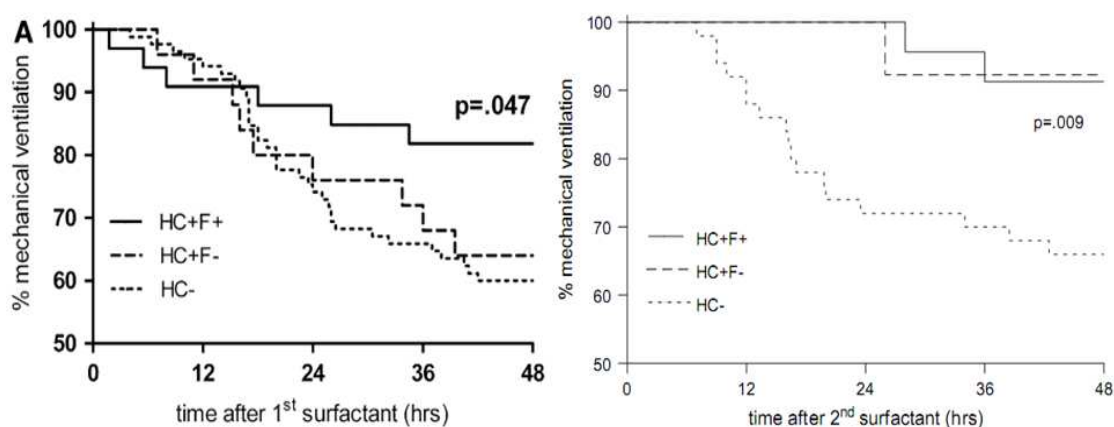 A
% mechanical ventilation
100
90
80
70
60
50
p=.047
HC+F+
HC+F-
HC-
0 12 24 36 48
time after 1st surfactant (hrs)
% mechanical ventilation
100
90
80
70
60
50
p=.009
HC+F+
HC+F-
HC-
0 12 24 36 48
time after 2nd surfactant (hrs)